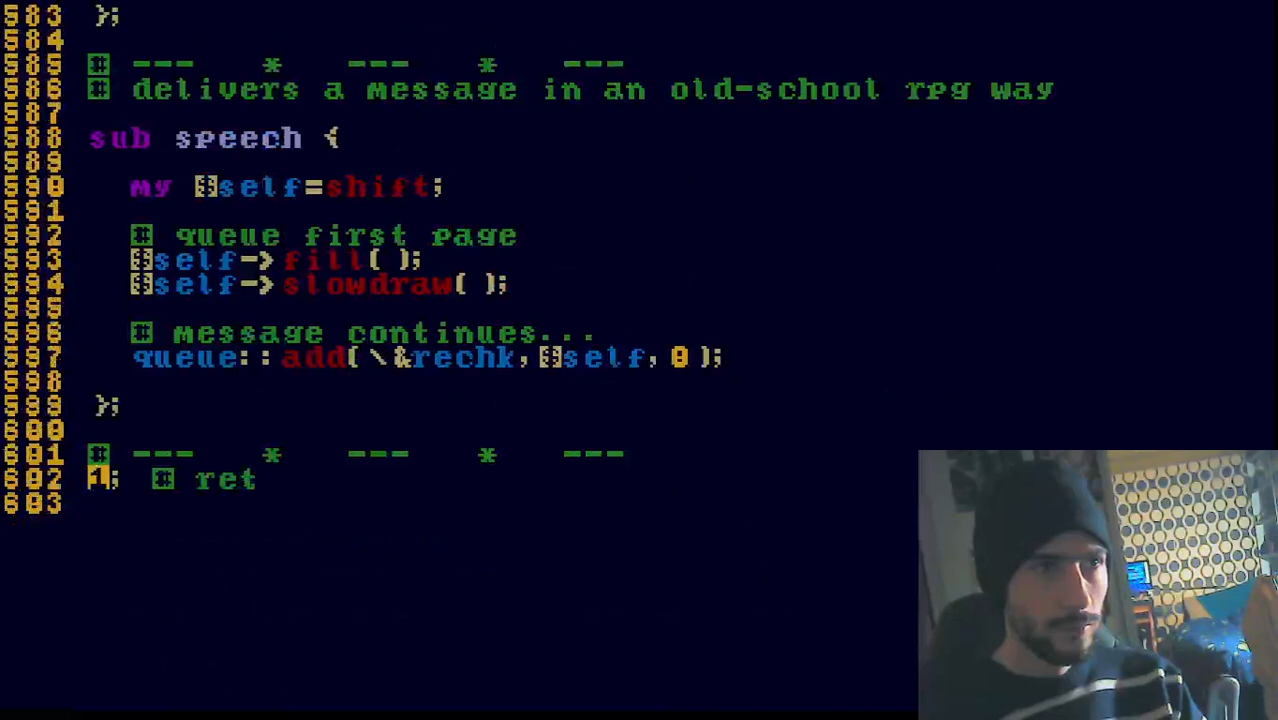 583 };
584
585 # --- * --- * ---
586 # delivers a message in an old-school rpg way
587
588 sub speech {
589
590 my $self=shift;
591
592 # queue first page
593 $self->fill( );
594 $self->slowdraw( );
595
596 # message continues...
597 queue::add( \&rechk,$self,0 );
598
599 };
600
601 # --- * --- * ---
602 1; # ret
603